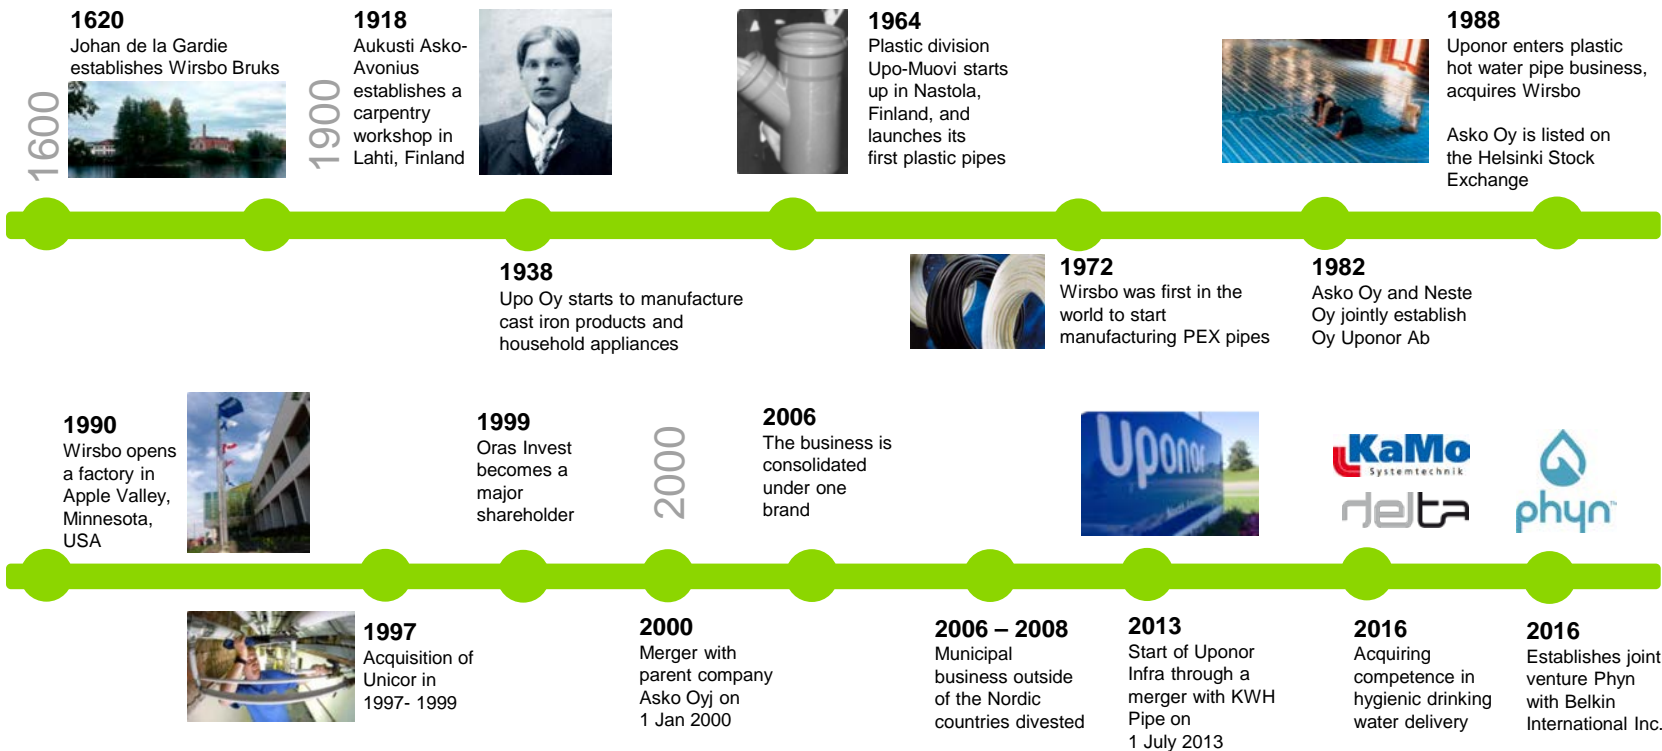 1620
Johan de la Gardie
establishes Wirsbo Bruks
1600
1900
1918
Aukusti Asko-
Avonius
establishes a
carpentry
workshop in
Lahti, Finland
1964
Plastic division
Upo-Muovi starts
up in Nastola,
Finland, and
launches its
first plastic pipes
1988
Uponor enters plastic
hot water pipe business,
acquires Wirsbo
Asko Oy is listed on
the Helsinki Stock
Exchange
1938
Upo Oy starts to manufacture
cast iron products and
household appliances
1972
Wirsbo was first in the
world to start
manufacturing PEX pipes
1982
Asko Oy and Neste
Oy jointly establish
Oy Uponor Ab
1990
Wirsbo opens
a factory in
Apple Valley,
Minnesota,
USA
1999
Oras Invest
becomes a
major
shareholder
2000
2006
The business is
consolidated
under one
brand
uponor
KaMo
Systemtechnik
delta
phyn™
1997
Acquisition of
Unicor in
1997- 1999
2000
Merger with
parent company
Asko Oyj on
1 Jan 2000
2006 – 2008
Municipal
business outside
of the Nordic
countries divested
2013
Start of Uponor
Infra through a
merger with KWH
Pipe on
1 July 2013
2016
Acquiring
competence in
hygienic drinking
water delivery
2016
Establishes joint
venture Phyn
with Belkin
International Inc.